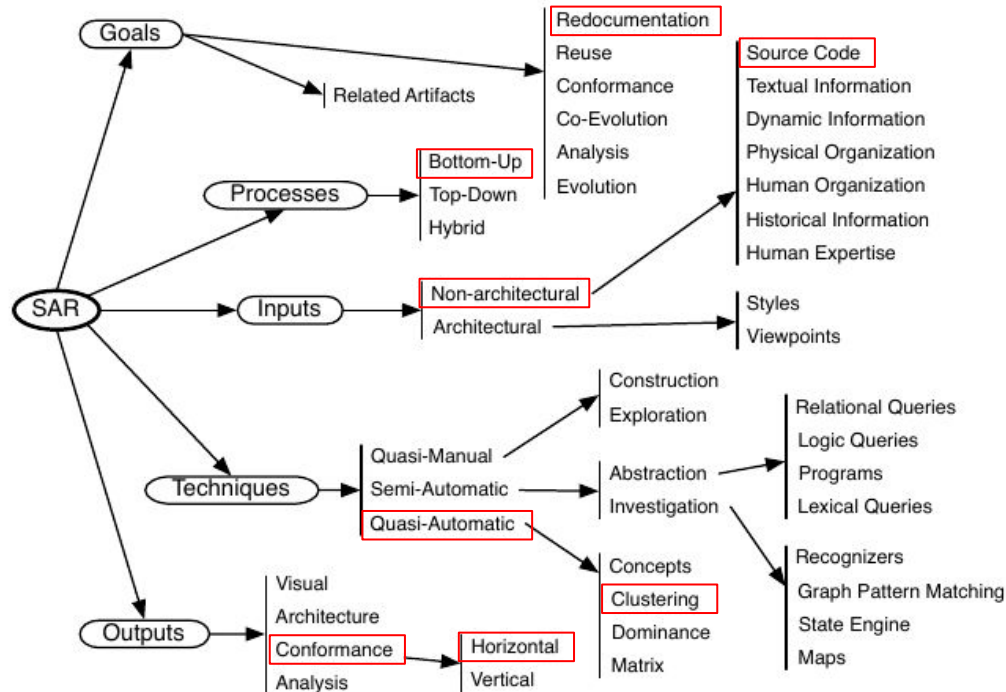 Goals
Related Artifacts
Redocumentation
Reuse
Conformance
Co-Evolution
Analysis
Evolution
Source Code
Textual Information
Dynamic Information
Physical Organization
Human Organization
Historical Information
Human Expertise
Processes
Bottom-Up
Top-Down
Hybrid
SAR
Inputs
Non-architectural
Architectural
Styles
Viewpoints
Techniques
Quasi-Manual
Semi-Automatic
Quasi-Automatic
Construction
Exploration
Abstraction
Investigation
Relational Queries
Logic Queries
Programs
Lexical Queries
Recognizers
Graph Pattern Matching
State Engine
Maps
Concepts
Clustering
Dominance
Matrix
Outputs
Visual
Architecture
Conformance
Analysis
Horizontal
Vertical